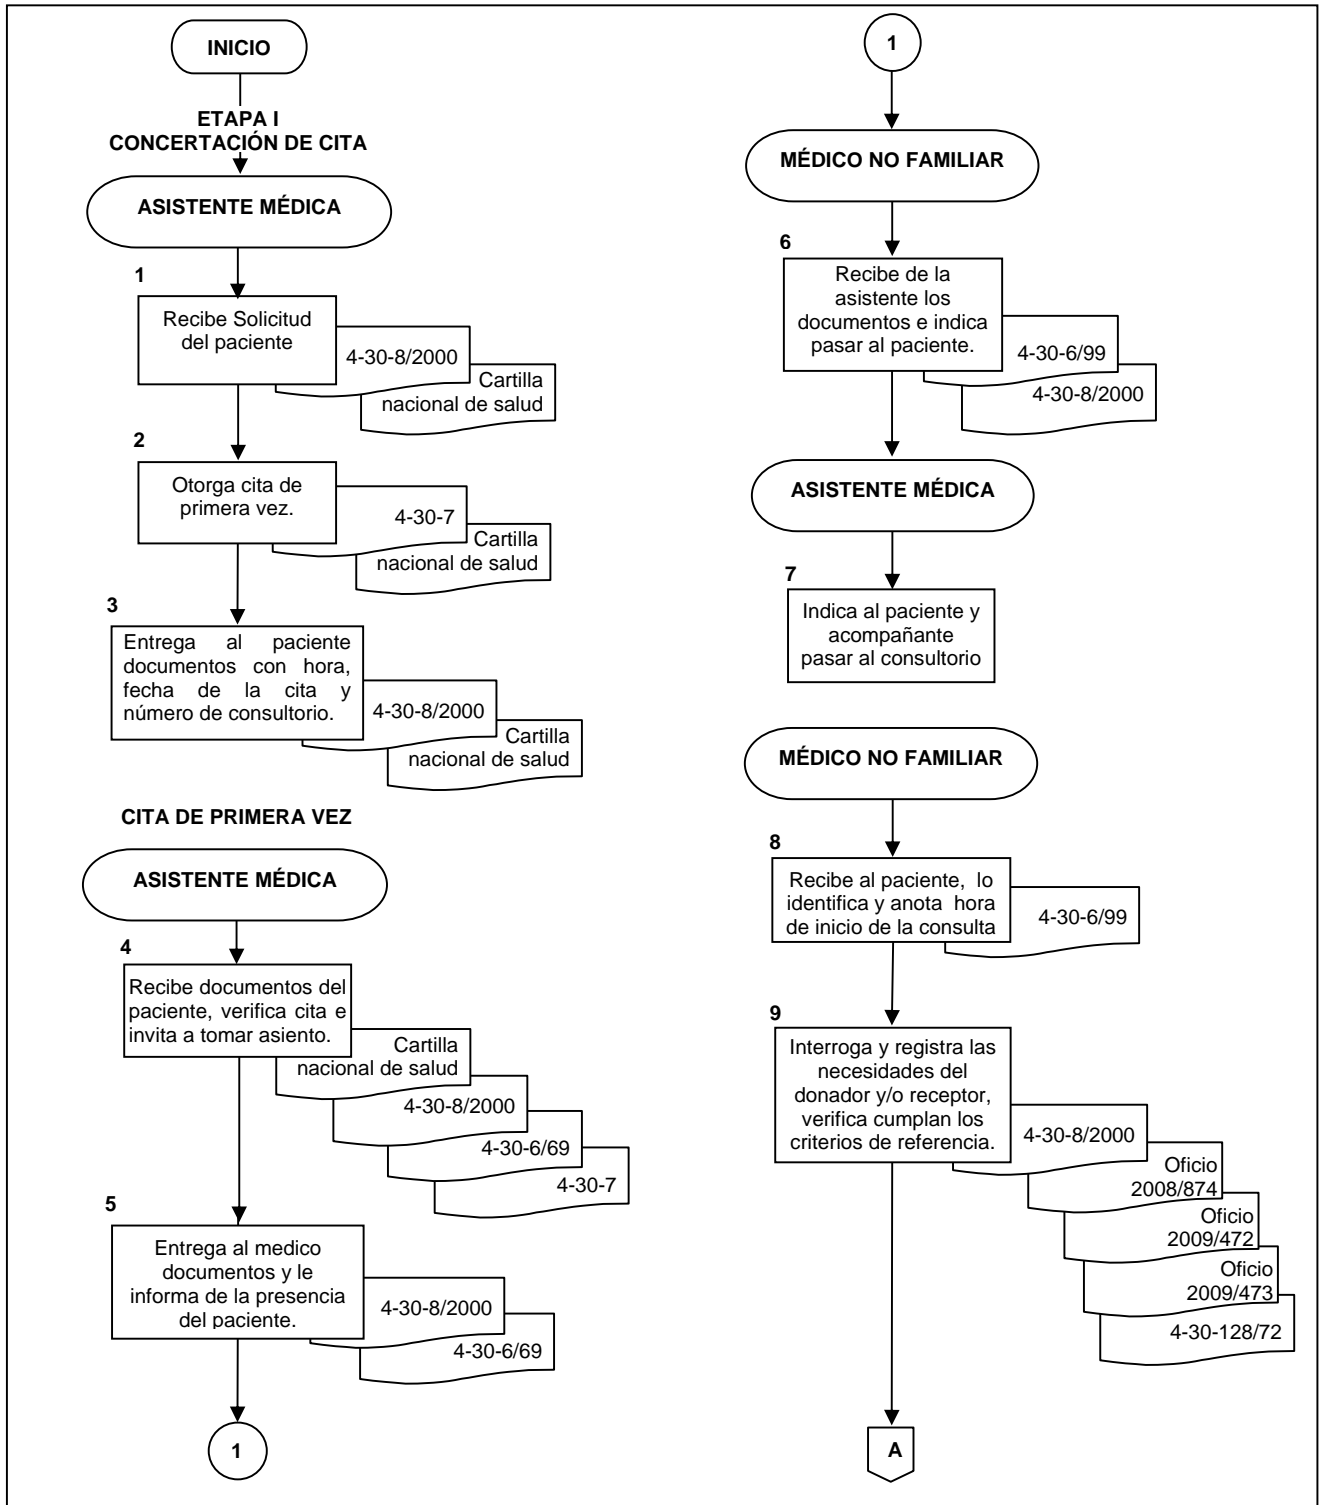 INICIO
ETAPA I
CONCERTACIÓN DE CITA
ASISTENTE MÉDICA
1
Recibe Solicitud
del paciente
4-30-8/2000
Cartilla
nacional de salud
2
Otorga cita de
primera vez.
4-30-7
Cartilla
nacional de salud
3
Entrega al paciente
documentos con hora,
fecha de la cita y
número de consultorio.
4-30-8/2000
Cartilla
nacional de salud
CITA DE PRIMERA VEZ
ASISTENTE MÉDICA
4
Recibe documentos del
paciente, verifica cita e
invita a tomar asiento.
Cartilla
nacional de salud
4-30-8/2000
4-30-6/69
4-30-7
5
Entrega al medico
documentos y le
informa de la presencia
del paciente.
4-30-8/2000
4-30-6/69
1
1
MÉDICO NO FAMILIAR
6
Recibe de la
asistente los
documentos e indica
pasar al paciente.
4-30-6/99
4-30-8/2000
ASISTENTE MÉDICA
7
Indica al paciente y
acompañante
pasar al consultorio
MÉDICO NO FAMILIAR
8
Recibe al paciente, lo
identifica y anota hora
de inicio de la consulta
4-30-6/99
9
Interroga y registra las
necesidades del
donador y/o receptor,
verifica cumplan los
criterios de referencia.
4-30-8/2000
Oficio
2008/874
Oficio
2009/472
Oficio
2009/473
4-30-128/72
A